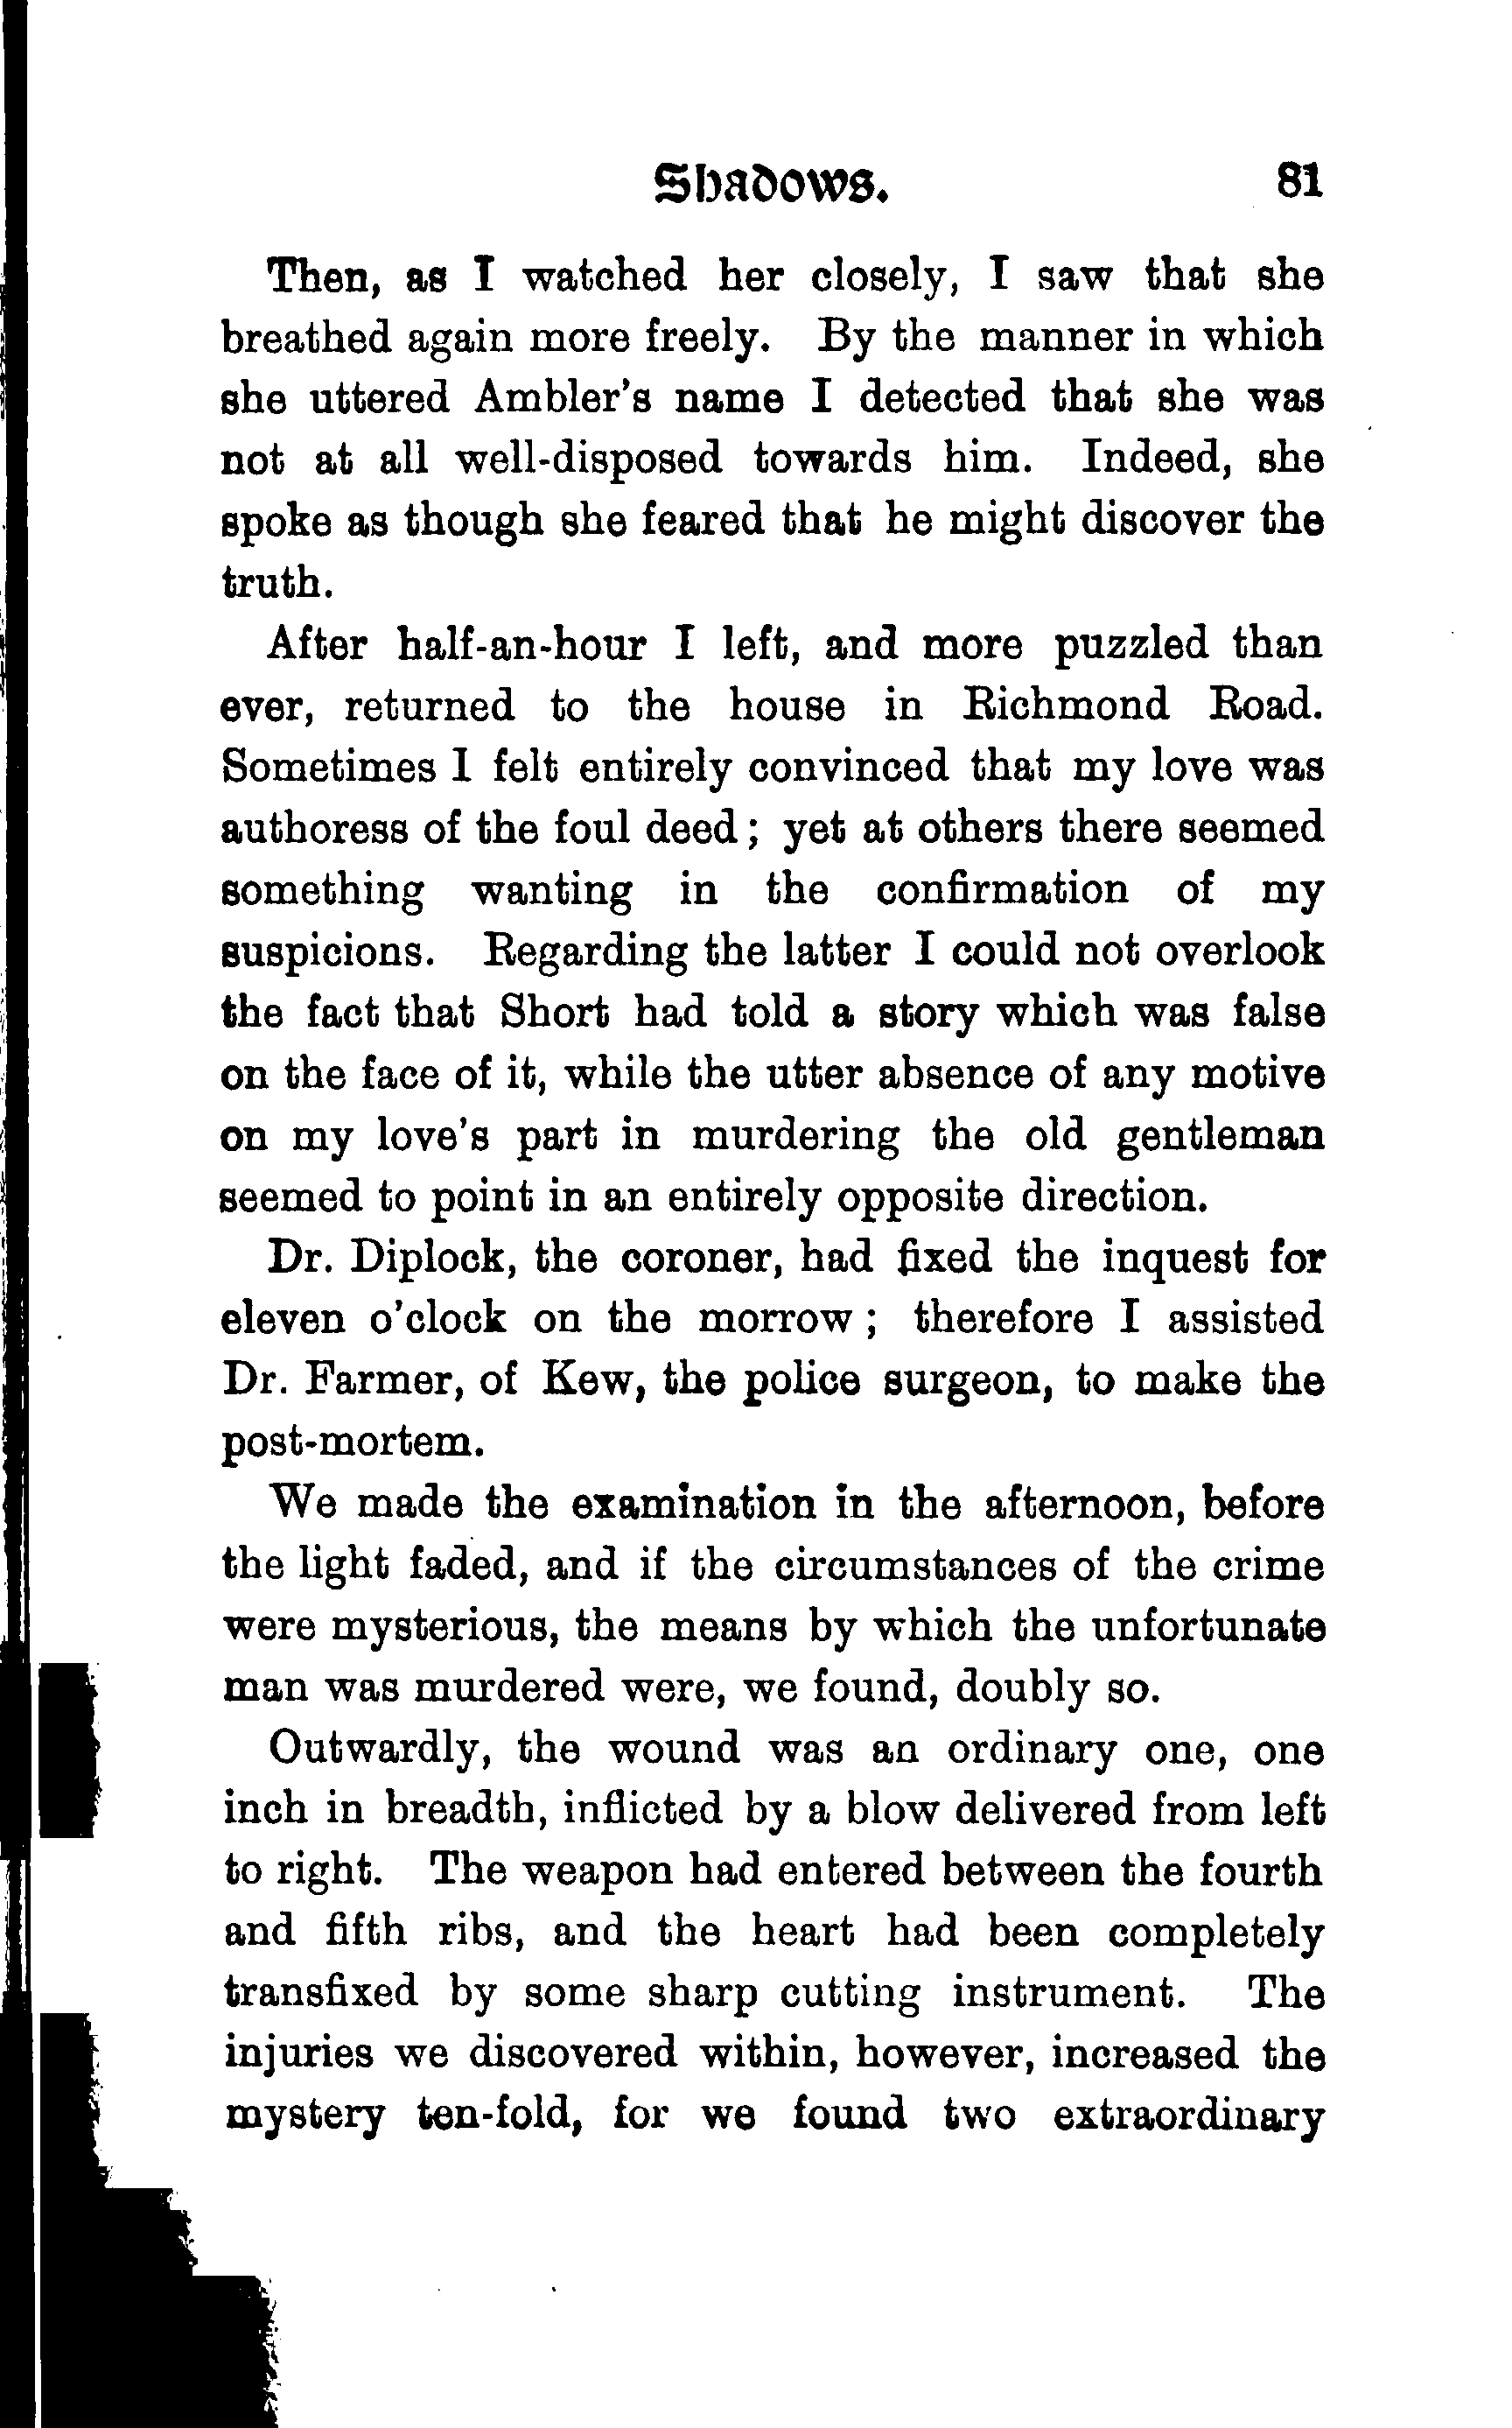 Shadows. 81
Then, as I watched her closely, I saw that she
breathed again more freely. By the manner in which
she uttered Ambler's name I detected that she was
not at all well-disposed towards him. Indeed, she
spoke as though she feared that he might discover the
truth.
After half-an-hour I left, and more puzzled than
ever, returned to the house in Richmond Road.
Sometimes I felt entirely convinced that my love was
authoress of the foul deed; yet at others there seemed
something wanting in the confirmation of my
suspicions. Regarding the latter I could not overlook
the fact that Short had told a story which was false
on the face of it, while the utter absence of any motive
on my love's part in murdering the old gentleman
seemed to point in an entirely opposite direction.
Dr. Diplock, the coroner, had fixed the inquest for
eleven o'clock on the morrow; therefore I assisted
Dr. Farmer, of Kew, the police surgeon, to make the
post-mortem.
We made the examination in the afternoon, before
the light faded, and if the circumstances of the crime
were mysterious, the means by which the unfortunate
man was murdered were, we found, doubly so.
Outwardly, the wound was an ordinary one, one
inch in breadth, inflicted by a blow delivered from left
to right. The weapon had entered between the fourth
and fifth ribs, and the heart had been completely
transfixed by some sharp cutting instrument. The
injuries we discovered within, however, increased the
mystery ten-fold, for we found two extraordinary